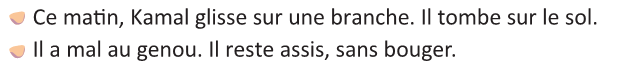 Ce matin, Kamal glisse sur une branche. Il tombe sur le sol.
Il a mal au genou. Il reste assis, sans bouger.